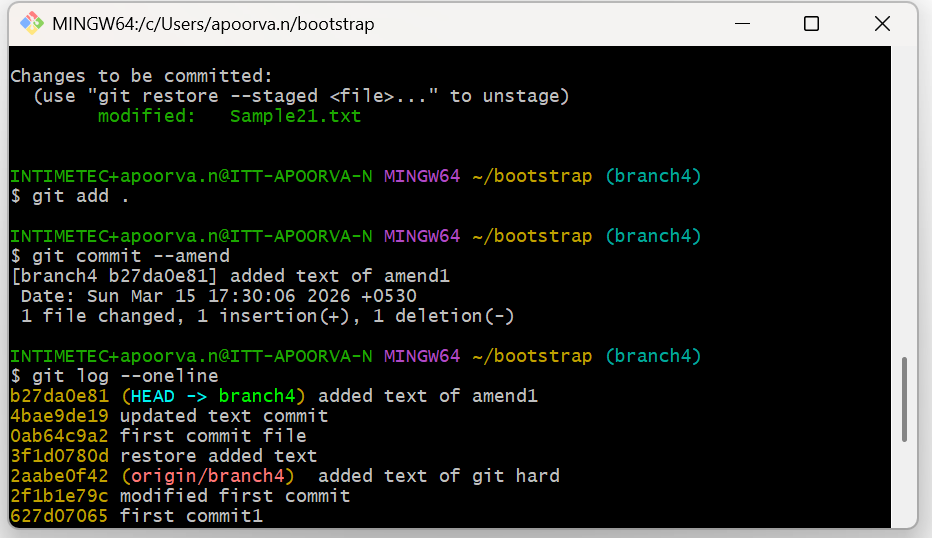 MINGW64:/c/Users/apoorva.n/bootstrap
Changes to be committed:
  (use "git restore --staged <file>..." to unstage)
        modified:   Sample21.txt
INTIMETEC+apoorva.n@ITT-APOORVA-N MINGW64 ~/bootstrap (branch4)
$ git add .
INTIMETEC+apoorva.n@ITT-APOORVA-N MINGW64 ~/bootstrap (branch4)
$ git commit --amend
[branch4 b27da0e81] added text of amend1
 Date: Sun Mar 15 17:30:06 2026 +0530
 1 file changed, 1 insertion(+), 1 deletion(-)
INTIMETEC+apoorva.n@ITT-APOORVA-N MINGW64 ~/bootstrap (branch4)
$ git log --oneline
b27da0e81 (HEAD -> branch4) added text of amend1
4bae9de19 updated text commit
0ab64c9a2 first commit file
3f1d0780d restore added text
2aabe0f42 (origin/branch4)  added text of git hard
2f1b1e79c modified first commit
627d07065 first commit1